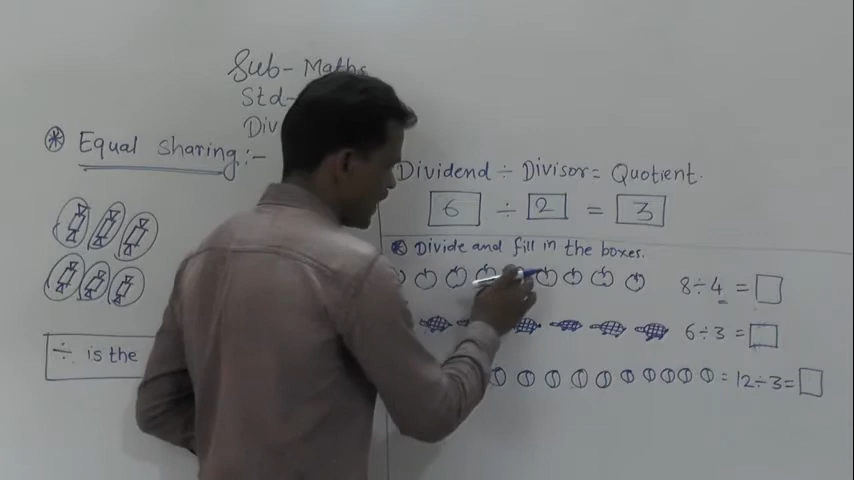 Sub- Maths
Std-
Div
* Equal sharing:-
Dividend ÷ Divisor = Quotient.
6 ÷ 2 = 3
* Divide and fill in the boxes.
8÷4 =
6÷3 =
÷ is the
= 12÷3=